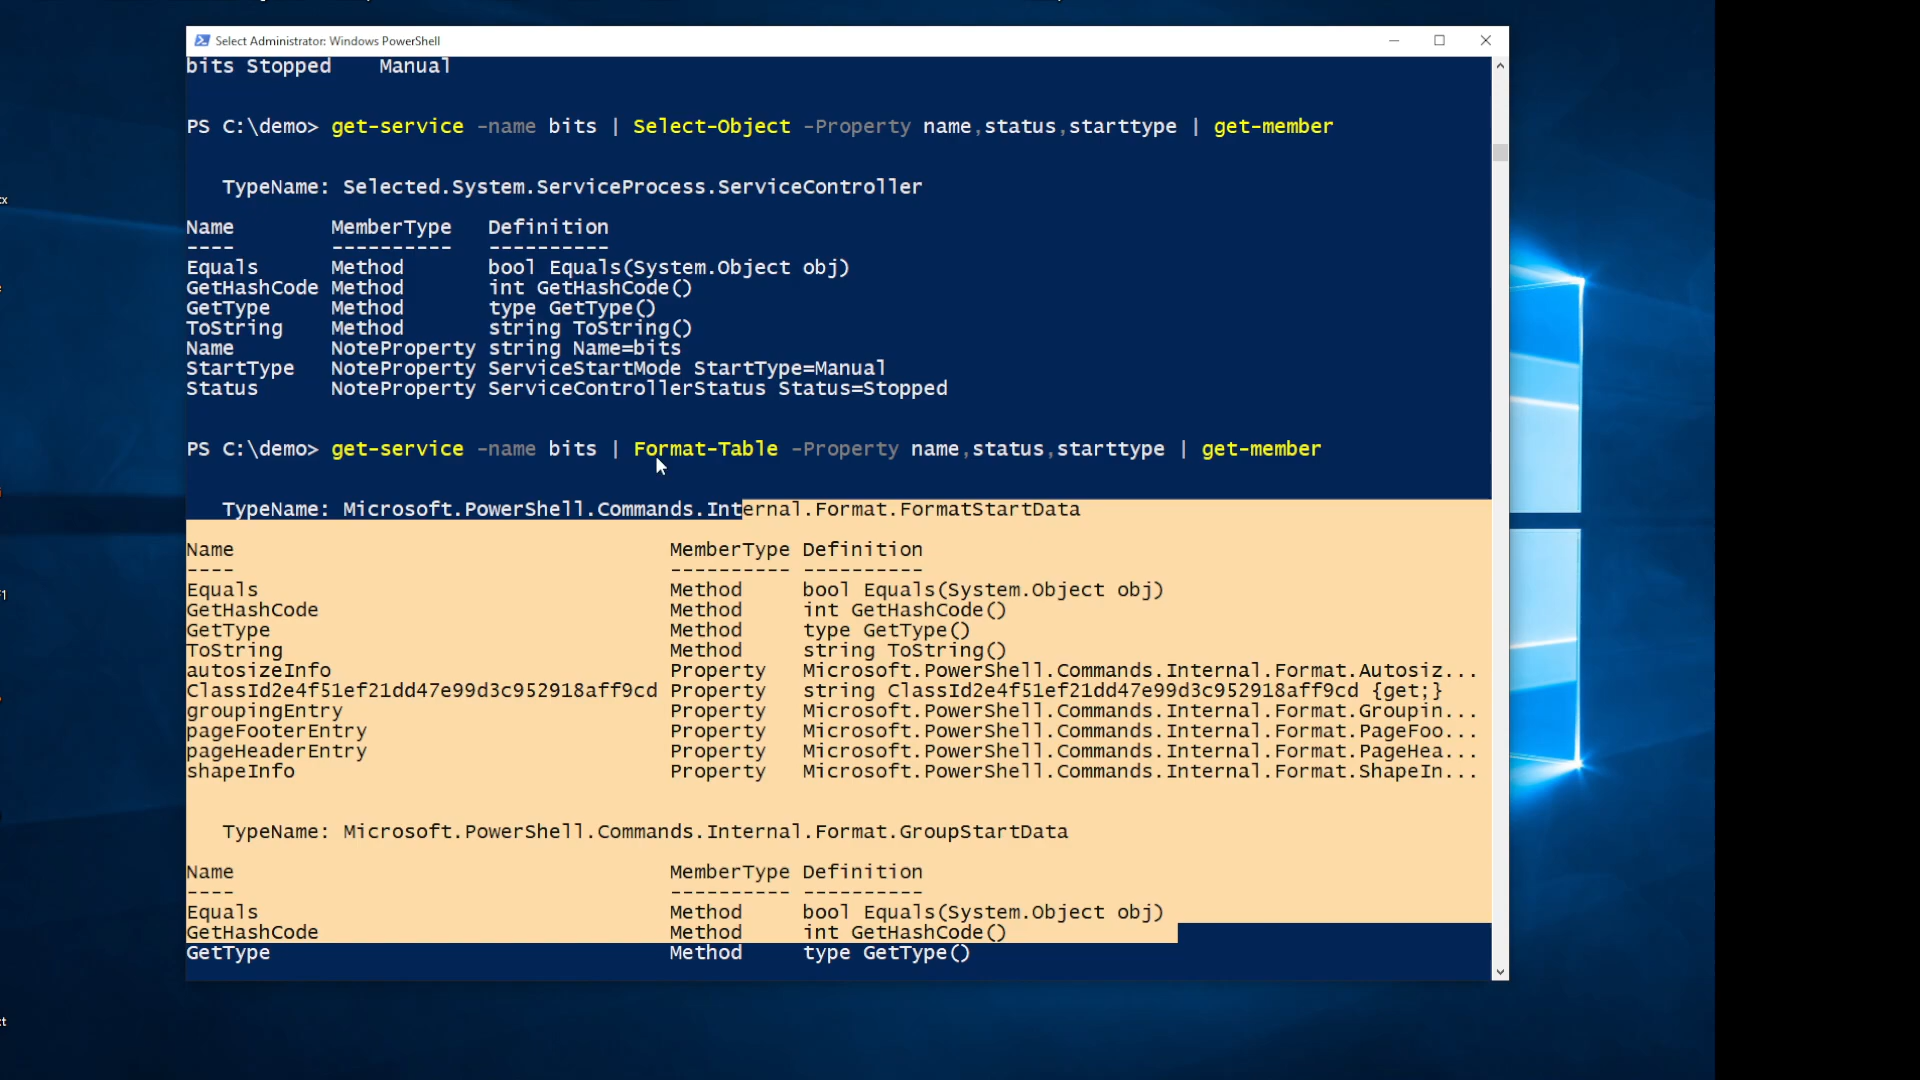 Select Administrator: Windows PowerShell
bits Stopped    Manual
PS C:\demo> get-service -name bits | Select-Object -Property name,status,starttype | get-member
   TypeName: Selected.System.ServiceProcess.ServiceController
Name        MemberType   Definition
----        ----------   ----------
Equals      Method       bool Equals(System.Object obj)
GetHashCode Method       int GetHashCode()
GetType     Method       type GetType()
ToString    Method       string ToString()
Name        NoteProperty string Name=bits
StartType   NoteProperty ServiceStartMode StartType=Manual
Status      NoteProperty ServiceControllerStatus Status=Stopped
PS C:\demo> get-service -name bits | Format-Table -Property name,status,starttype | get-member
   TypeName: Microsoft.PowerShell.Commands.Internal.Format.FormatStartData
Name                                    MemberType Definition
----                                    ---------- ----------
Equals                                  Method     bool Equals(System.Object obj)
GetHashCode                             Method     int GetHashCode()
GetType                                 Method     type GetType()
ToString                                Method     string ToString()
autosizeInfo                            Property   Microsoft.PowerShell.Commands.Internal.Format.Autosiz...
ClassId2e4f51ef21dd47e99d3c952918aff9cd Property   string ClassId2e4f51ef21dd47e99d3c952918aff9cd {get;}
groupingEntry                           Property   Microsoft.PowerShell.Commands.Internal.Format.Groupin...
pageFooterEntry                         Property   Microsoft.PowerShell.Commands.Internal.Format.PageFoo...
pageHeaderEntry                         Property   Microsoft.PowerShell.Commands.Internal.Format.PageHea...
shapeInfo                               Property   Microsoft.PowerShell.Commands.Internal.Format.ShapeIn...
   TypeName: Microsoft.PowerShell.Commands.Internal.Format.GroupStartData
Name                                    MemberType Definition
----                                    ---------- ----------
Equals                                  Method     bool Equals(System.Object obj)
GetHashCode                             Method     int GetHashCode()
GetType                                 Method     type GetType()